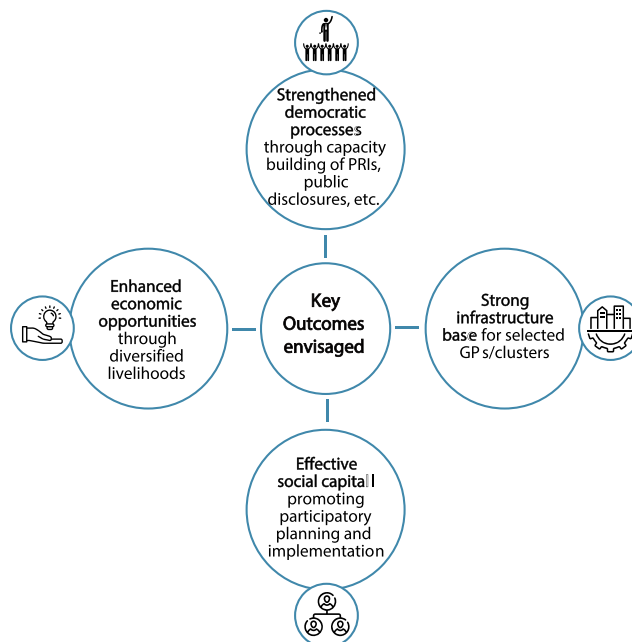 Strengthened
democratic
processes
through capacity
building of PRIs,
public
disclosures, etc.
Enhanced
economic
opportunities
through
diversified
livelihoods
Key
Outcomes
envisaged
Strong
infrastructure
base for selected
GPs/clusters
Effective
social capital
promoting
participatory
planning and
implementation